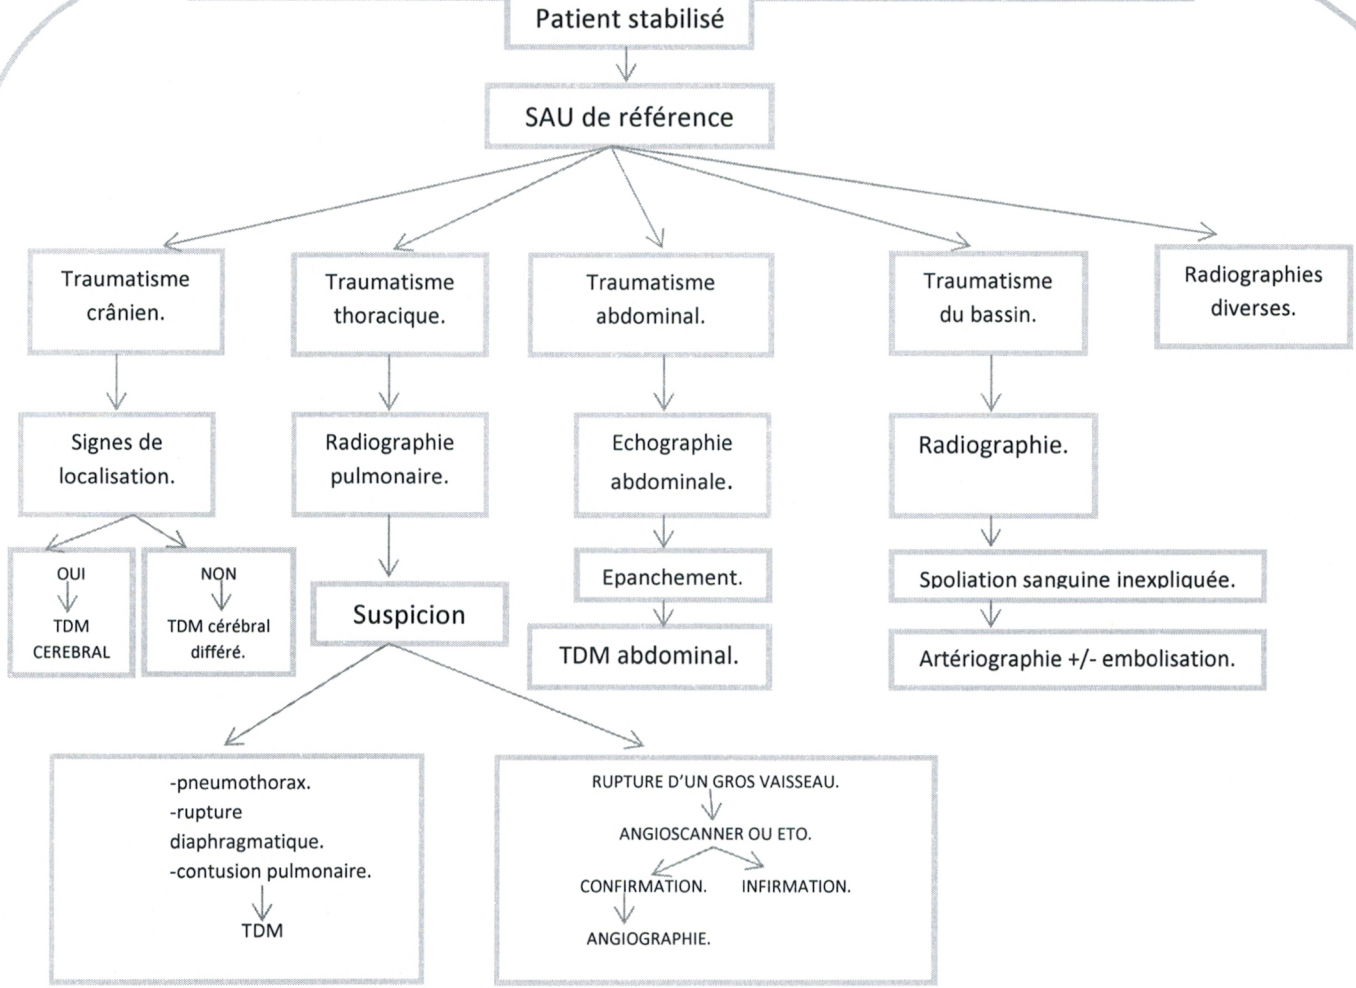 Patient stabilisé
SAU de référence
Traumatisme
crânien.
Traumatisme
thoracique.
Traumatisme
abdominal.
Traumatisme
du bassin.
Radiographies
diverses.
Signes de
localisation.
Radiographie
pulmonaire.
Echographie
abdominale.
Radiographie.
OUI
TDM
CEREBRAL
NON
TDM cérébral
différé.
Suspicion
Epanchement.
TDM abdominal.
Spoliation sanguine inexpliquée.
Artériographie +/- embolisation.
-pneumothorax.
-rupture
diaphragmatique.
-contusion pulmonaire.
TDM
RUPTURE D'UN GROS VAISSEAU.
ANGIOSCANNER OU ETO.
CONFIRMATION. INFIRMATION.
ANGIOGRAPHIE.